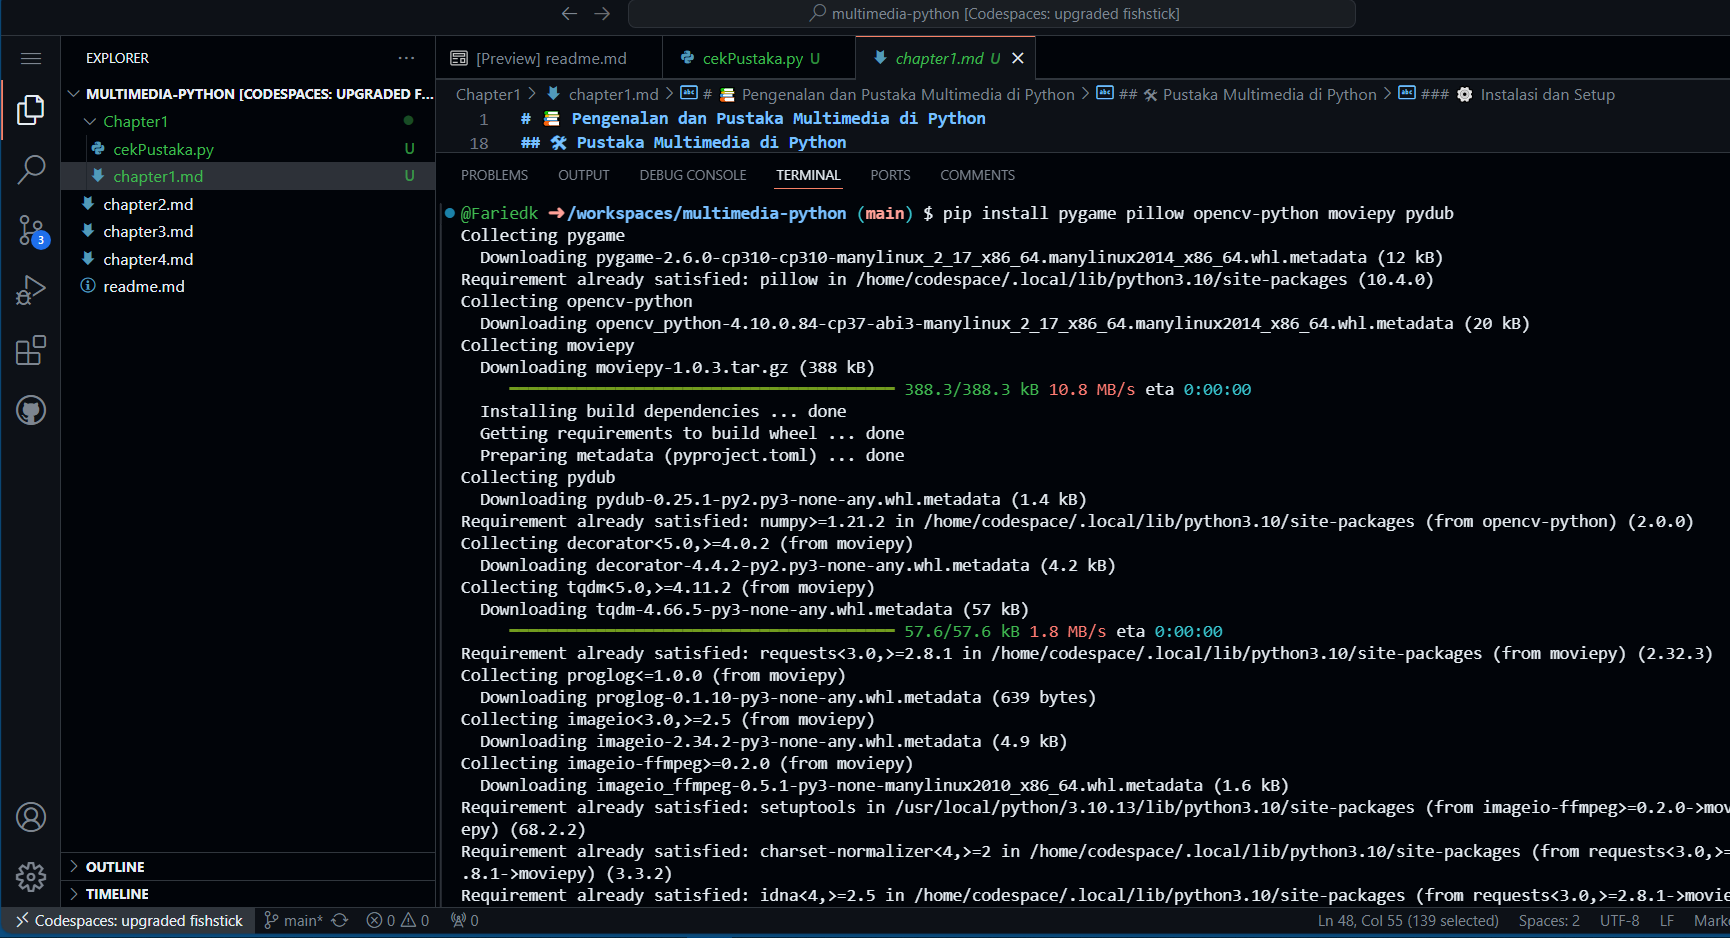 multimedia-python [Codespaces: upgraded fishstick]
EXPLORER
MULTIMEDIA-PYTHON [CODESPACES: UPGRADED F...
Chapter1
cekPustaka.py U
chapter1.md U
chapter2.md
chapter3.md
chapter4.md
readme.md
3
OUTLINE
TIMELINE
[Preview] readme.md cekPustaka.py U chapter1.md U
Chapter1 > chapter1.md > abc # 📚 Pengenalan dan Pustaka Multimedia di Python > abc ## 🛠 Pustaka Multimedia di Python > abc ### ⚙ Instalasi dan Setup
1 # 📚 Pengenalan dan Pustaka Multimedia di Python
18 ## 🛠 Pustaka Multimedia di Python
PROBLEMS OUTPUT DEBUG CONSOLE TERMINAL PORTS COMMENTS
@Fariedk ➜/workspaces/multimedia-python (main) $ pip install pygame pillow opencv-python moviepy pydub
Collecting pygame
Downloading pygame-2.6.0-cp310-cp310-manylinux_2_17_x86_64.manylinux2014_x86_64.whl.metadata (12 kB)
Requirement already satisfied: pillow in /home/codespace/.local/lib/python3.10/site-packages (10.4.0)
Collecting opencv-python
Downloading opencv_python-4.10.0.84-cp37-abi3-manylinux_2_17_x86_64.manylinux2014_x86_64.whl.metadata (20 kB)
Collecting moviepy
Downloading moviepy-1.0.3.tar.gz (388 kB)
388.3/388.3 kB 10.8 MB/s eta 0:00:00
Installing build dependencies ... done
Getting requirements to build wheel ... done
Preparing metadata (pyproject.toml) ... done
Collecting pydub
Downloading pydub-0.25.1-py2.py3-none-any.whl.metadata (1.4 kB)
Requirement already satisfied: numpy>=1.21.2 in /home/codespace/.local/lib/python3.10/site-packages (from opencv-python) (2.0.0)
Collecting decorator<5.0,>=4.0.2 (from moviepy)
Downloading decorator-4.4.2-py2.py3-none-any.whl.metadata (4.2 kB)
Collecting tqdm<5.0,>=4.11.2 (from moviepy)
Downloading tqdm-4.66.5-py3-none-any.whl.metadata (57 kB)
57.6/57.6 kB 1.8 MB/s eta 0:00:00
Requirement already satisfied: requests<3.0,>=2.8.1 in /home/codespace/.local/lib/python3.10/site-packages (from moviepy) (2.32.3)
Collecting proglog<=1.0.0 (from moviepy)
Downloading proglog-0.1.10-py3-none-any.whl.metadata (639 bytes)
Collecting imageio<3.0,>=2.5 (from moviepy)
Downloading imageio-2.34.2-py3-none-any.whl.metadata (4.9 kB)
Collecting imageio-ffmpeg>=0.2.0 (from moviepy)
Downloading imageio_ffmpeg-0.5.1-py3-none-manylinux2010_x86_64.whl.metadata (1.6 kB)
Requirement already satisfied: setuptools in /usr/local/python/3.10.13/lib/python3.10/site-packages (from imageio-ffmpeg>=0.2.0->mov
epy) (68.2.2)
Requirement already satisfied: charset-normalizer<4,>=2 in /home/codespace/.local/lib/python3.10/site-packages (from requests<3.0,>=
.8.1->moviepy) (3.3.2)
Requirement already satisfied: idna<4,>=2.5 in /home/codespace/.local/lib/python3.10/site-packages (from requests<3.0,>=2.8.1->movie
Codespaces: upgraded fishstick main* 0 0 0 Ln 48, Col 55 (139 selected) Spaces: 2 UTF-8 LF Mark